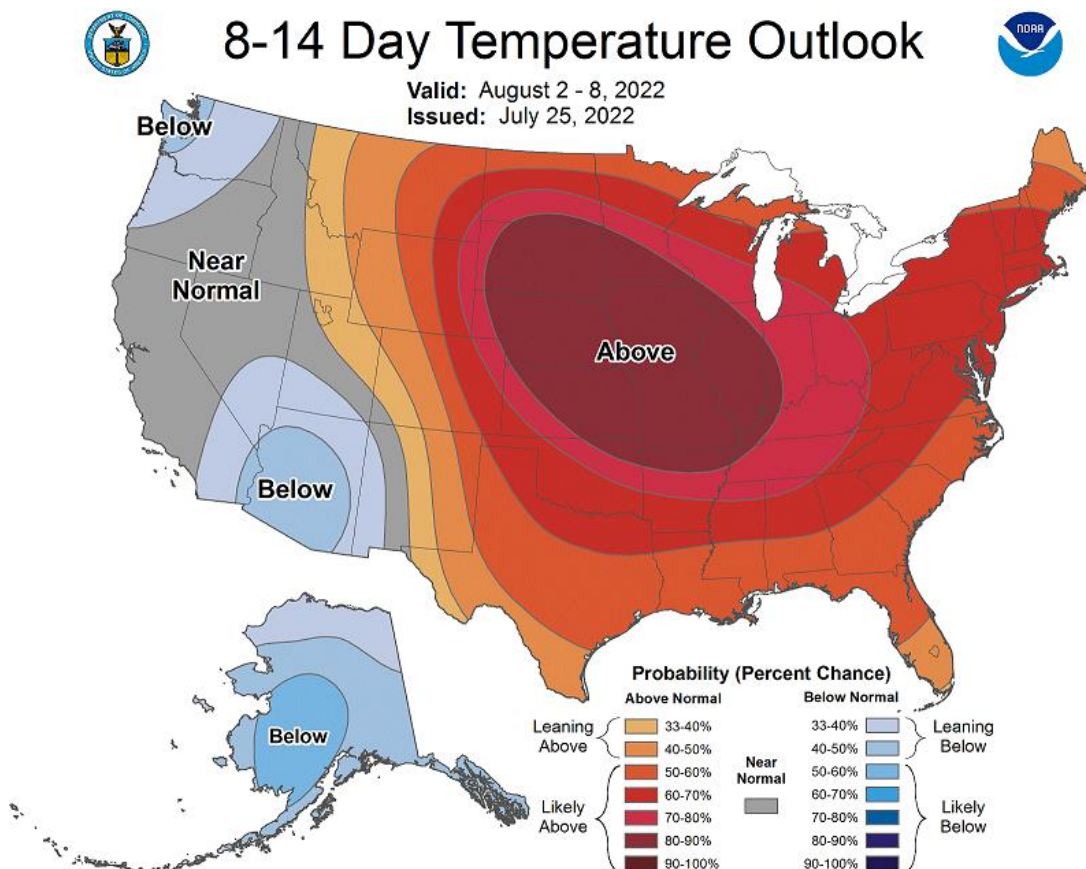 8-14 Day Temperature Outlook
NOAA
Valid: August 2 - 8, 2022
Issued: July 25, 2022
Below
Near
Normal
Above
Below
Below
Probability (Percent Chance)
Above Normal
Below Normal
Leaning
Above
33-40%
40-50%
Likely
Above
50-60%
60-70%
70-80%
80-90%
90-100%
Near
Normal
33-40%
40-50%
Leaning
Below
50-60%
60-70%
70-80%
80-90%
90-100%
Likely
Below